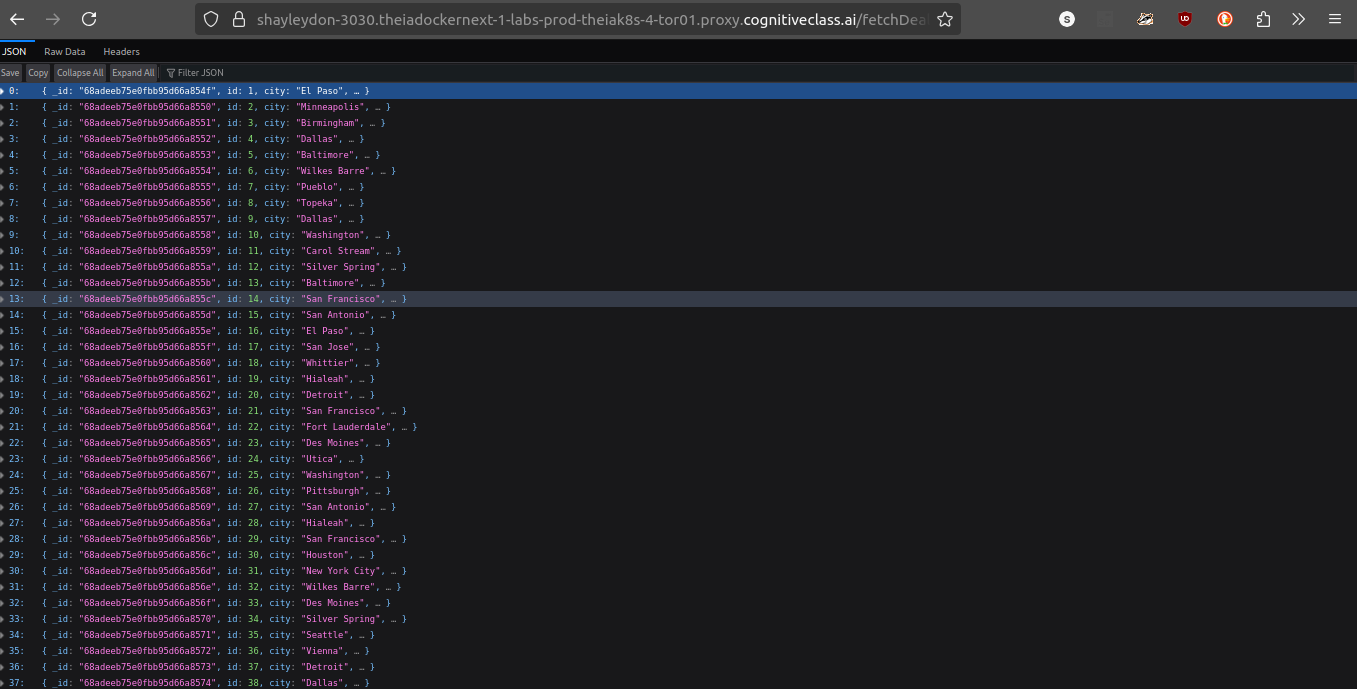 shayleydon-3030.theiadockernext-1-labs-prod-theiak8s-4-tor01.proxy.cognitiveclass.ai/fetchDea
S
JSON Raw Data Headers
Save Copy Collapse All Expand All Filter JSON
0: { _id: "68adeeb75e0fbb95d66a854f", id: 1, city: "El Paso", … }
1: { _id: "68adeeb75e0fbb95d66a8550", id: 2, city: "Minneapolis", … }
2: { _id: "68adeeb75e0fbb95d66a8551", id: 3, city: "Birmingham", … }
3: { _id: "68adeeb75e0fbb95d66a8552", id: 4, city: "Dallas", … }
4: { _id: "68adeeb75e0fbb95d66a8553", id: 5, city: "Baltimore", … }
5: { _id: "68adeeb75e0fbb95d66a8554", id: 6, city: "Wilkes Barre", … }
6: { _id: "68adeeb75e0fbb95d66a8555", id: 7, city: "Pueblo", … }
7: { _id: "68adeeb75e0fbb95d66a8556", id: 8, city: "Topeka", … }
8: { _id: "68adeeb75e0fbb95d66a8557", id: 9, city: "Dallas", … }
9: { _id: "68adeeb75e0fbb95d66a8558", id: 10, city: "Washington", … }
10: { _id: "68adeeb75e0fbb95d66a8559", id: 11, city: "Carol Stream", … }
11: { _id: "68adeeb75e0fbb95d66a855a", id: 12, city: "Silver Spring", … }
12: { _id: "68adeeb75e0fbb95d66a855b", id: 13, city: "Baltimore", … }
13: { _id: "68adeeb75e0fbb95d66a855c", id: 14, city: "San Francisco", … }
14: { _id: "68adeeb75e0fbb95d66a855d", id: 15, city: "San Antonio", … }
15: { _id: "68adeeb75e0fbb95d66a855e", id: 16, city: "El Paso", … }
16: { _id: "68adeeb75e0fbb95d66a855f", id: 17, city: "San Jose", … }
17: { _id: "68adeeb75e0fbb95d66a8560", id: 18, city: "Whittier", … }
18: { _id: "68adeeb75e0fbb95d66a8561", id: 19, city: "Hialeah", … }
19: { _id: "68adeeb75e0fbb95d66a8562", id: 20, city: "Detroit", … }
20: { _id: "68adeeb75e0fbb95d66a8563", id: 21, city: "San Francisco", … }
21: { _id: "68adeeb75e0fbb95d66a8564", id: 22, city: "Fort Lauderdale", … }
22: { _id: "68adeeb75e0fbb95d66a8565", id: 23, city: "Des Moines", … }
23: { _id: "68adeeb75e0fbb95d66a8566", id: 24, city: "Utica", … }
24: { _id: "68adeeb75e0fbb95d66a8567", id: 25, city: "Washington", … }
25: { _id: "68adeeb75e0fbb95d66a8568", id: 26, city: "Pittsburgh", … }
26: { _id: "68adeeb75e0fbb95d66a8569", id: 27, city: "San Antonio", … }
27: { _id: "68adeeb75e0fbb95d66a856a", id: 28, city: "Hialeah", … }
28: { _id: "68adeeb75e0fbb95d66a856b", id: 29, city: "San Francisco", … }
29: { _id: "68adeeb75e0fbb95d66a856c", id: 30, city: "Houston", … }
30: { _id: "68adeeb75e0fbb95d66a856d", id: 31, city: "New York City", … }
31: { _id: "68adeeb75e0fbb95d66a856e", id: 32, city: "Wilkes Barre", … }
32: { _id: "68adeeb75e0fbb95d66a856f", id: 33, city: "Des Moines", … }
33: { _id: "68adeeb75e0fbb95d66a8570", id: 34, city: "Silver Spring", … }
34: { _id: "68adeeb75e0fbb95d66a8571", id: 35, city: "Seattle", … }
35: { _id: "68adeeb75e0fbb95d66a8572", id: 36, city: "Vienna", … }
36: { _id: "68adeeb75e0fbb95d66a8573", id: 37, city: "Detroit", … }
37: { _id: "68adeeb75e0fbb95d66a8574", id: 38, city: "Dallas", … }